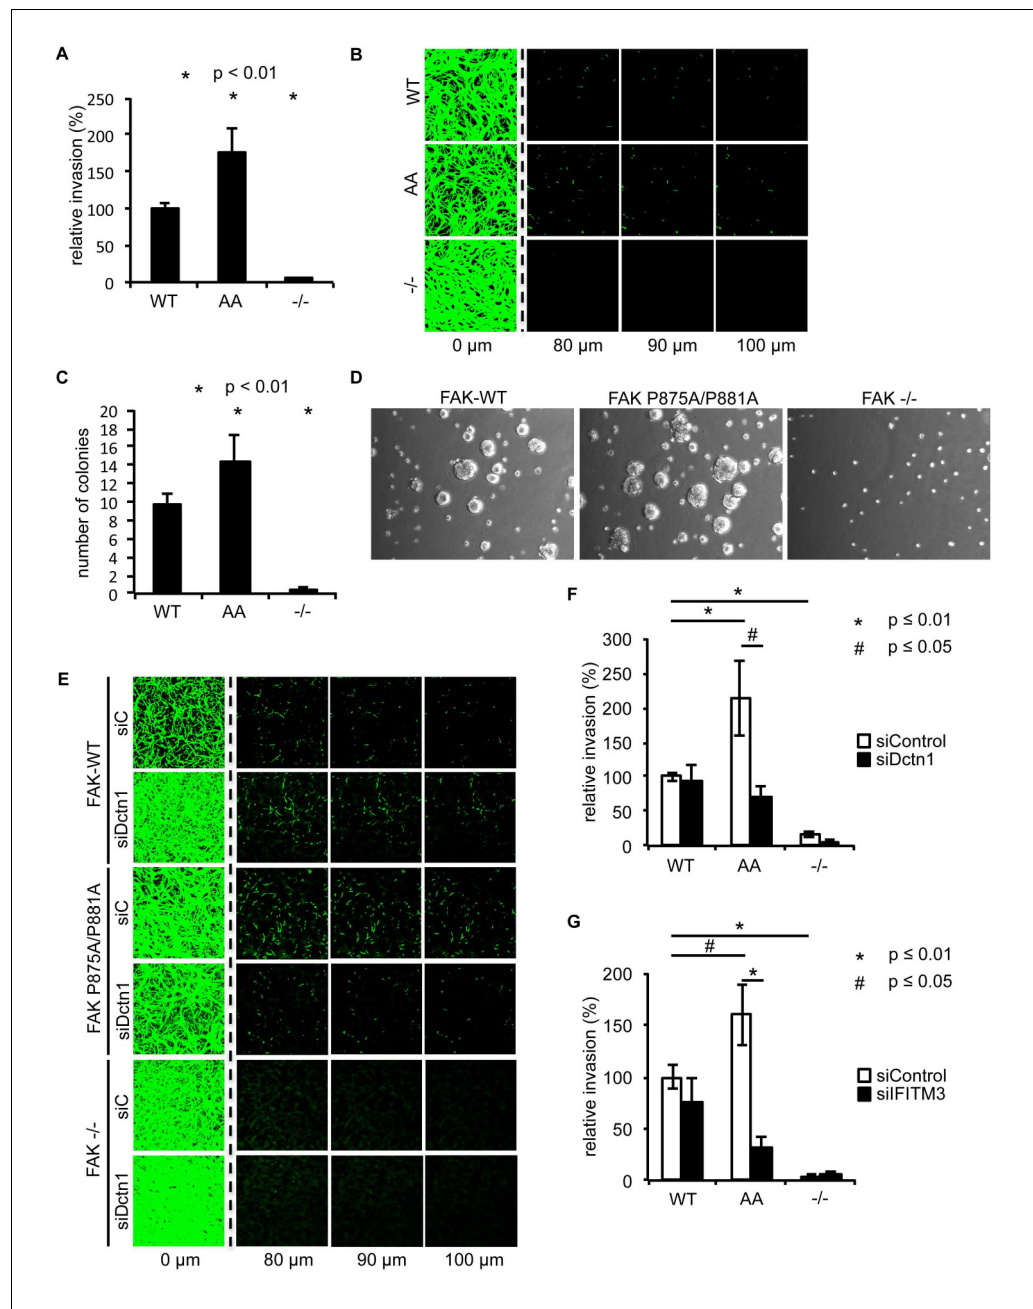 A
* p < 0.01
* *
relative invasion (%)
250
200
150
100
50
0
WT AA -/-
B
WT
AA
-/-
0 µm 80 µm 90 µm 100 µm
C
* p < 0.01
* *
number of colonies
20
18
16
14
12
10
8
6
4
2
0
WT AA -/-
D
FAK-WT FAK P875A/P881A FAK -/-
E
FAK-WT
siC
siDctn1
FAK P875A/P881A
siC
siDctn1
FAK -/-
siC
siDctn1
0 µm 80 µm 90 µm 100 µm
F
*
*
#
* p ≤ 0.01
# p ≤ 0.05
relative invasion (%)
300
250
200
150
100
50
0
WT AA -/-
siControl
siDctn1
G
*
#
*
* p ≤ 0.01
# p ≤ 0.05
relative invasion (%)
200
150
100
50
0
WT AA -/-
siControl
siIFITM3